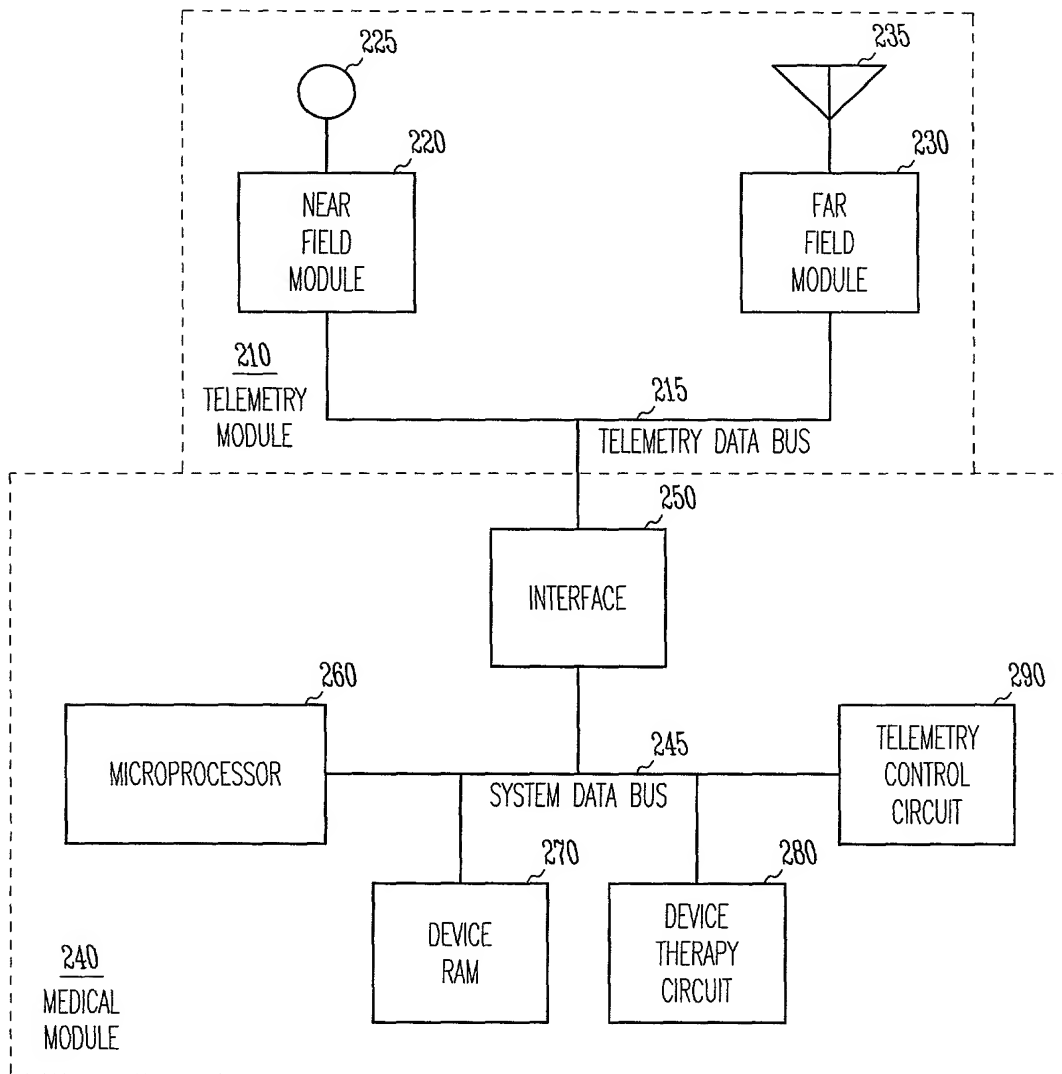 225
235
220
230
NEAR
FIELD
MODULE
FAR
FIELD
MODULE
210
TELEMETRY
MODULE
215
TELEMETRY DATA BUS
250
INTERFACE
260
MICROPROCESSOR
290
TELEMETRY
CONTROL
CIRCUIT
245
SYSTEM DATA BUS
270
DEVICE
RAM
280
DEVICE
THERAPY
CIRCUIT
240
MEDICAL
MODULE